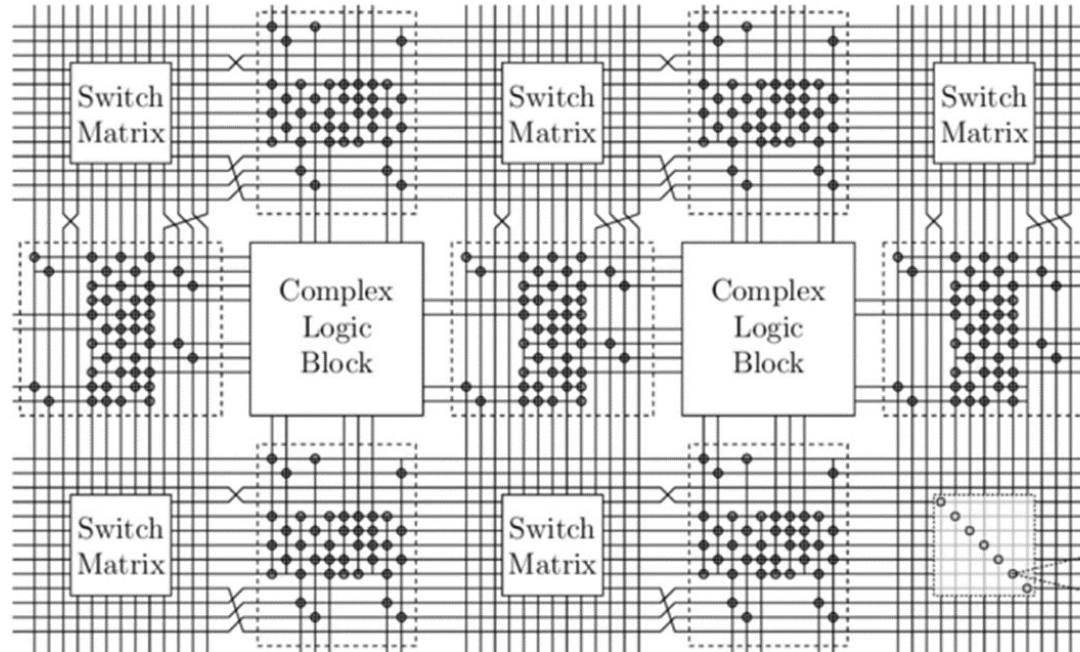 Switch
Matrix
Switch
Matrix
Switch
Matrix
Complex
Logic
Block
Complex
Logic
Block
Switch
Matrix
Switch
Matrix